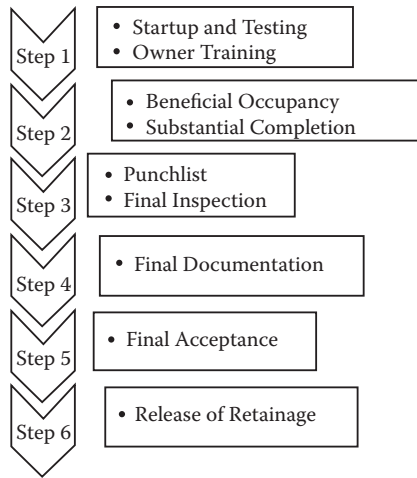 Step 1
• Startup and Testing
• Owner Training
Step 2
• Beneficial Occupancy
• Substantial Completion
Step 3
• Punchlist
• Final Inspection
Step 4
• Final Documentation
Step 5
• Final Acceptance
Step 6
• Release of Retainage